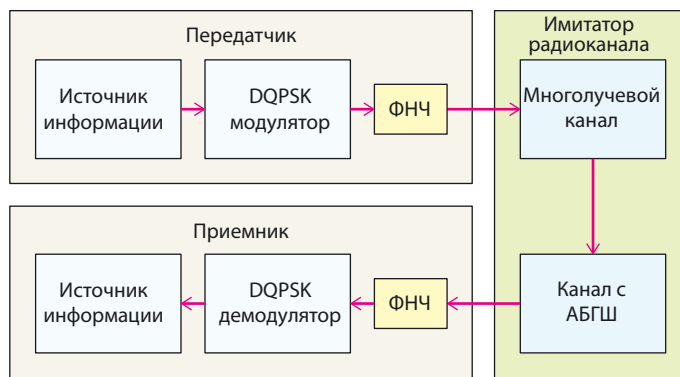 Передатчик
Источник
информации
DQPSK
модулятор
ФНЧ
Имитатор
радиоканала
Многолучевой
канал
Приемник
Источник
информации
DQPSK
демодулятор
ФНЧ
Канал с
АБГШ